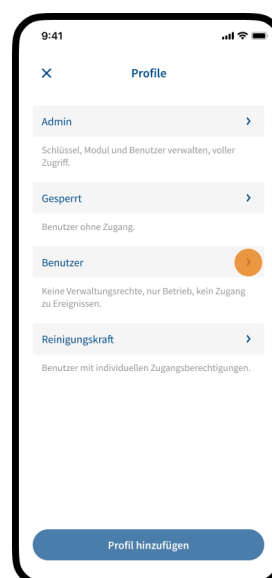 9:41
Profile
Admin
Schlüssel, Modul und Benutzer verwalten, voller
Zugriff.
Gesperrt
Benutzer ohne Zugang.
Benutzer
Keine Verwaltungsrechte, nur Betrieb, kein Zugang
zu Ereignissen.
Reinigungskraft
Benutzer mit individuellen Zugangsberechtigungen.
Profil hinzufügen